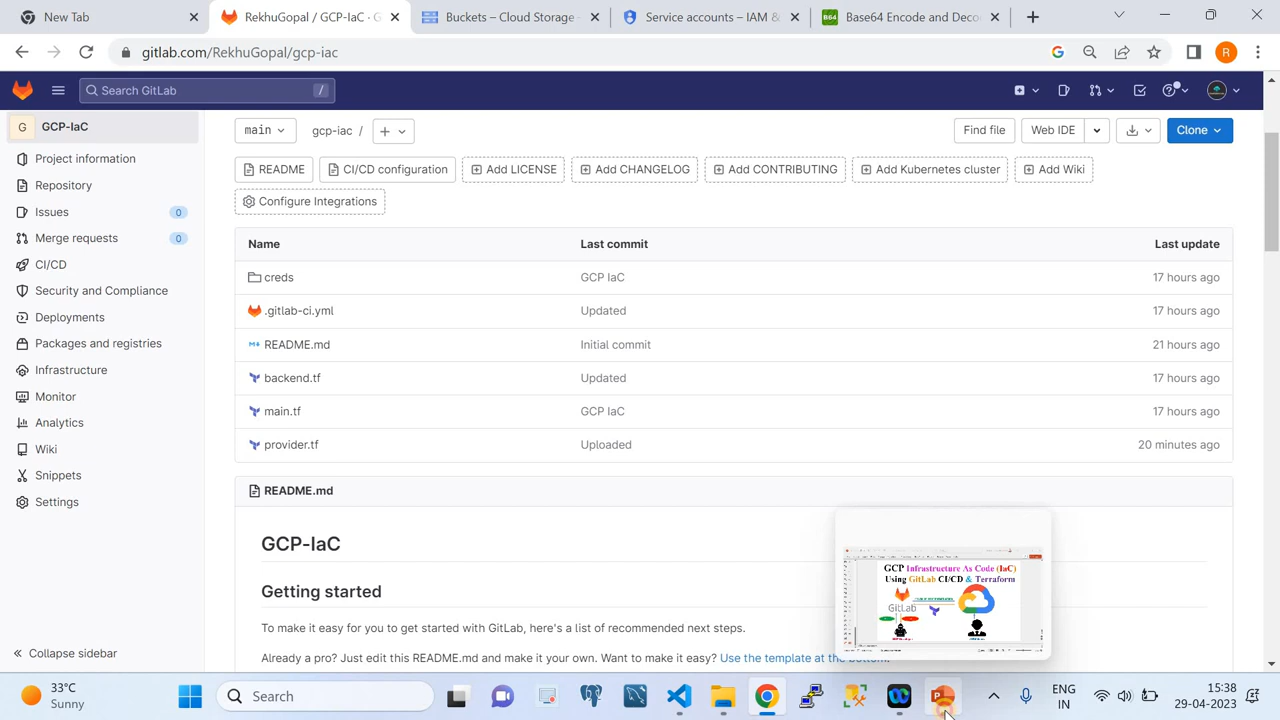 New Tab
RekhuGopal / GCP-IaC · G
Buckets – Cloud Storage -
Service accounts – IAM &
B64
Base64 Encode and Deco
gitlab.com/RekhuGopal/gcp-iac
R
Search GitLab /
G GCP-IaC
Project information
Repository
Issues 0
Merge requests 0
CI/CD
Security and Compliance
Deployments
Packages and registries
Infrastructure
Monitor
Analytics
Wiki
Snippets
Settings
Collapse sidebar
main gcp-iac / +
Find file Web IDE Clone
README CI/CD configuration Add LICENSE Add CHANGELOG Add CONTRIBUTING Add Kubernetes cluster Add Wiki
Configure Integrations
Name Last commit Last update
creds GCP IaC 17 hours ago
.gitlab-ci.yml Updated 17 hours ago
README.md Initial commit 21 hours ago
backend.tf Updated 17 hours ago
main.tf GCP IaC 17 hours ago
provider.tf Uploaded 20 minutes ago
README.md
GCP-IaC
Getting started
To make it easy for you to get started with GitLab, here's a list of recommended next steps.
Already a pro? Just edit this README.md and make it your own. Want to make it easy? Use the template at the bottom!
GCP Infrastructure As Code (IaC)
Using GitLab CI/CD & Terraform
GitLab
33°C
Sunny
Search
ENG
IN
15:38
29-04-2023